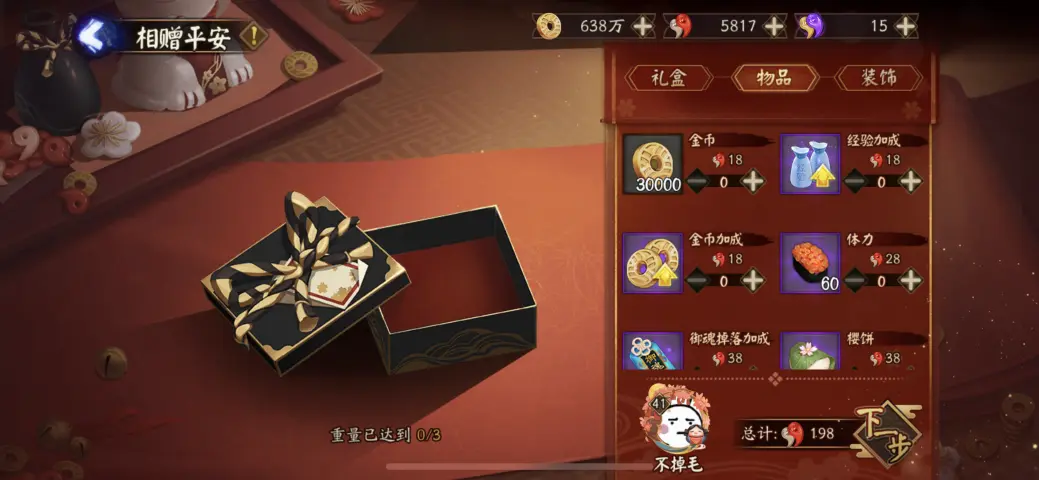 相赠平安
!
638万
5817
15
礼盒
物品
装饰
金币
18
30000
0
经验加成
18
0
金币加成
18
0
体力
28
60
0
御魂掉落加成
38
御魂
樱饼
38
重量已达到 0/3
41
不掉毛
总计: 198
下一步